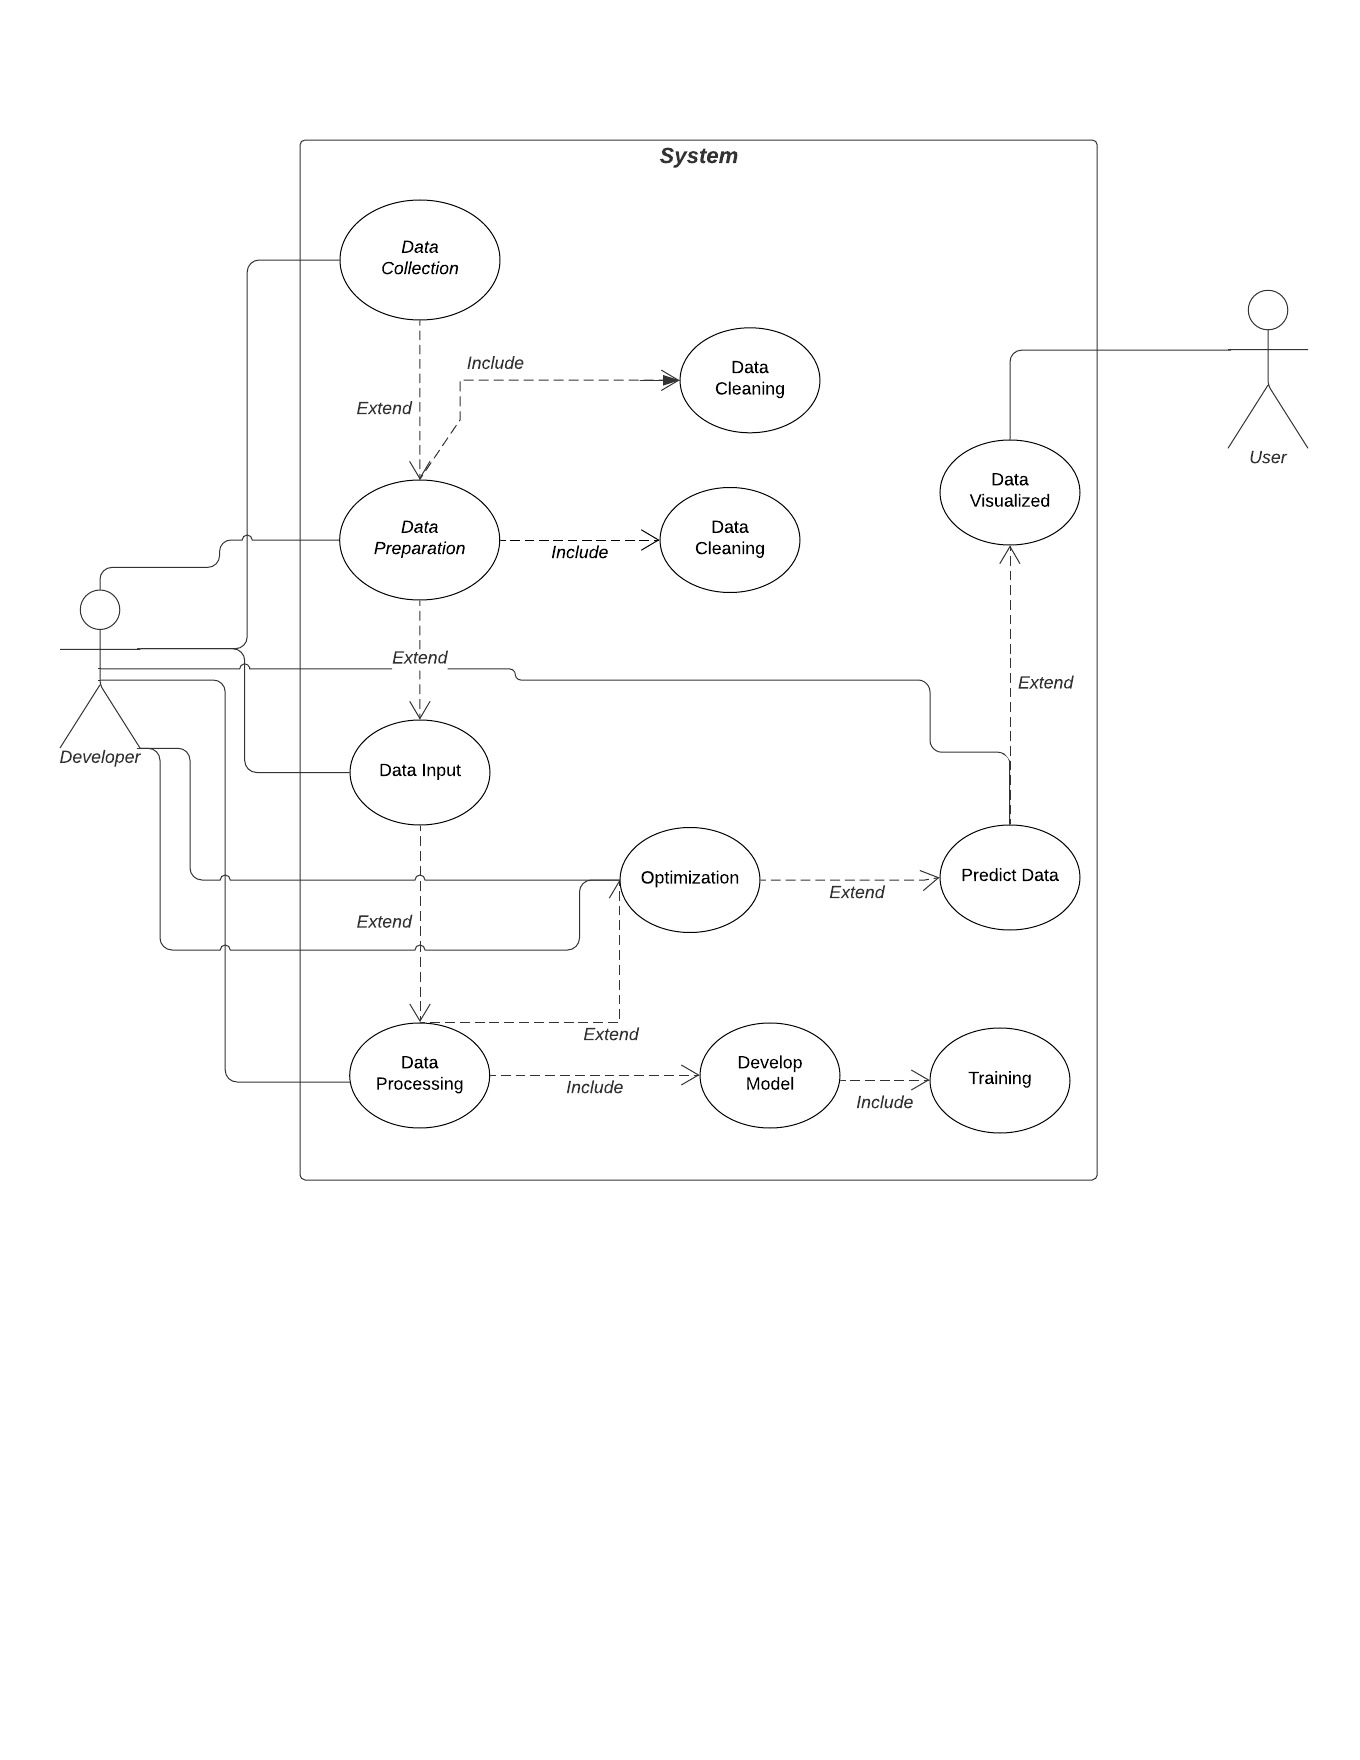 System
Data
Collection
Include
Data
Cleaning
Extend
User
Data
Visualized
Data
Preparation
Include
Data
Cleaning
Extend
Extend
Developer
Data Input
Optimization
Extend
Predict Data
Extend
Extend
Data
Processing
Include
Develop
Model
Include
Training